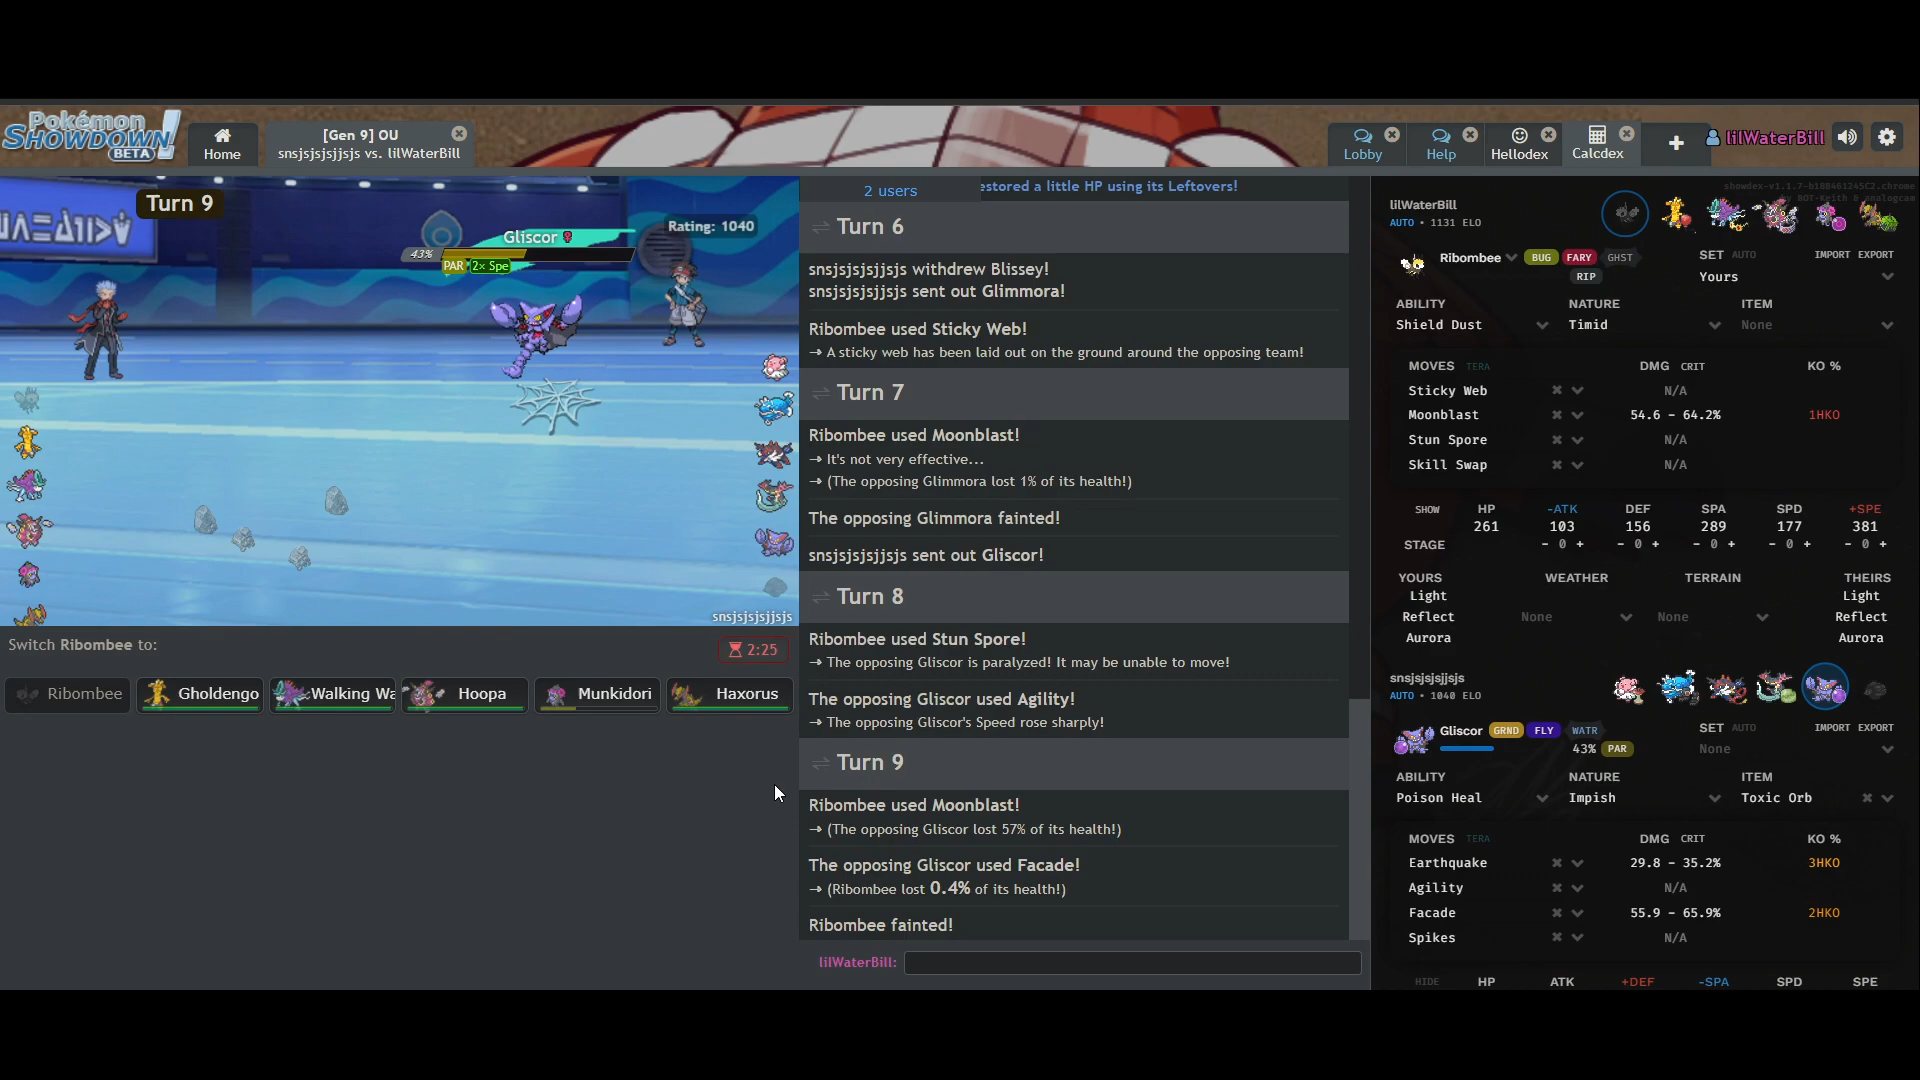 Pokémon
SHOWDOWN!
BETA
Home
[Gen 9] OU
snsjsjsjsjjsjs vs. lilWaterBill
Lobby
Help
Hellodex
Calcdex
lilWaterBill
Turn 9
Rating: 1040
Gliscor
43%
PAR 2× Spe
snsjsjsjsjjsjs
Switch Ribombee to:
2:25
Ribombee
Gholdengo
Walking Wa
Hoopa
Munkidori
Haxorus
2 users
estored a little HP using its Leftovers!
Turn 6
snsjsjsjsjjsjs withdrew Blissey!
snsjsjsjsjjsjs sent out Glimmora!
Ribombee used Sticky Web!
→ A sticky web has been laid out on the ground around the opposing team!
Turn 7
Ribombee used Moonblast!
→ It's not very effective...
→ (The opposing Glimmora lost 1% of its health!)
The opposing Glimmora fainted!
snsjsjsjsjjsjs sent out Gliscor!
Turn 8
Ribombee used Stun Spore!
→ The opposing Gliscor is paralyzed! It may be unable to move!
The opposing Gliscor used Agility!
→ The opposing Gliscor's Speed rose sharply!
Turn 9
Ribombee used Moonblast!
→ (The opposing Gliscor lost 57% of its health!)
The opposing Gliscor used Facade!
→ (Ribombee lost 0.4% of its health!)
Ribombee fainted!
lilWaterBill:
lilWaterBill
AUTO • 1131 ELO
Ribombee BUG FARY GHST
RIP
SET AUTO IMPORT EXPORT
Yours
ABILITY NATURE ITEM
Shield Dust Timid None
MOVES TERA DMG CRIT KO %
Sticky Web N/A
Moonblast 54.6 – 64.2% 1HKO
Stun Spore N/A
Skill Swap N/A
SHOW HP -ATK DEF SPA SPD +SPE
261 103 156 289 177 381
STAGE - 0 + - 0 + - 0 + - 0 + - 0 +
YOURS WEATHER TERRAIN THEIRS
Light Light
Reflect None None Reflect
Aurora Aurora
snsjsjsjsjjsjs
AUTO • 1040 ELO
Gliscor GRND FLY WATR
43% PAR
SET AUTO IMPORT EXPORT
None
ABILITY NATURE ITEM
Poison Heal Impish Toxic Orb
MOVES TERA DMG CRIT KO %
Earthquake 29.8 – 35.2% 3HKO
Agility N/A
Facade 55.9 – 65.9% 2HKO
Spikes N/A
HIDE HP ATK +DEF -SPA SPD SPE